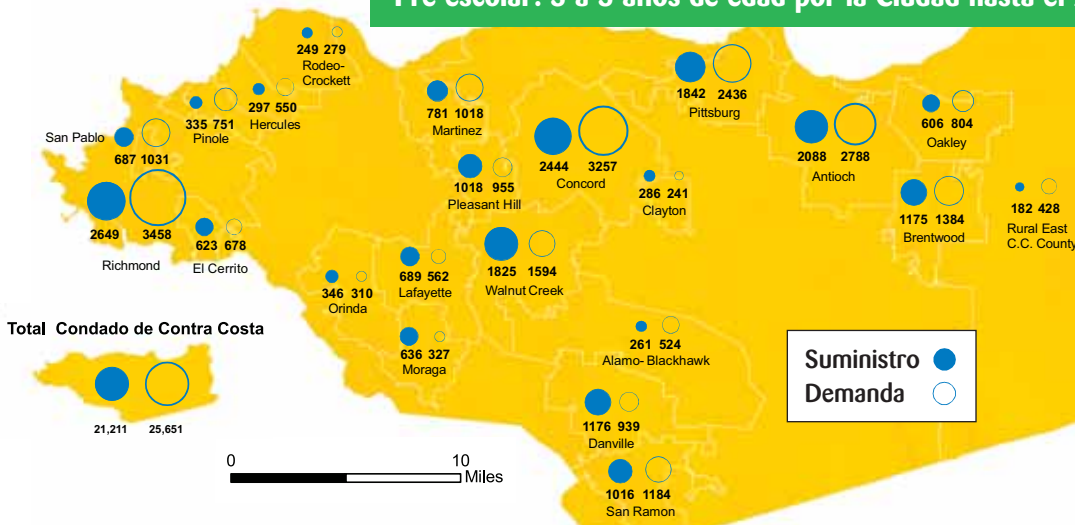 249 279
Rodeo-
Crockett
297 550
Hercules
335 751
Pinole
San Pablo
687 1031
2649 3458
Richmond
623 678
El Cerrito
781 1018
Martinez
1018 955
Pleasant Hill
2444 3257
Concord
1842 2436
Pittsburg
286 241
Clayton
2088 2788
Antioch
606 804
Oakley
1175 1384
Brentwood
182 428
Rural East
C.C. County
689 562
Lafayette
1825 1594
Walnut Creek
346 310
Orinda
636 327
Moraga
261 524
Alamo- Blackhawk
1176 939
Danville
1016 1184
San Ramon
Total Condado de Contra Costa
21,211 25,651
0 10
Miles
Suministro
Demanda